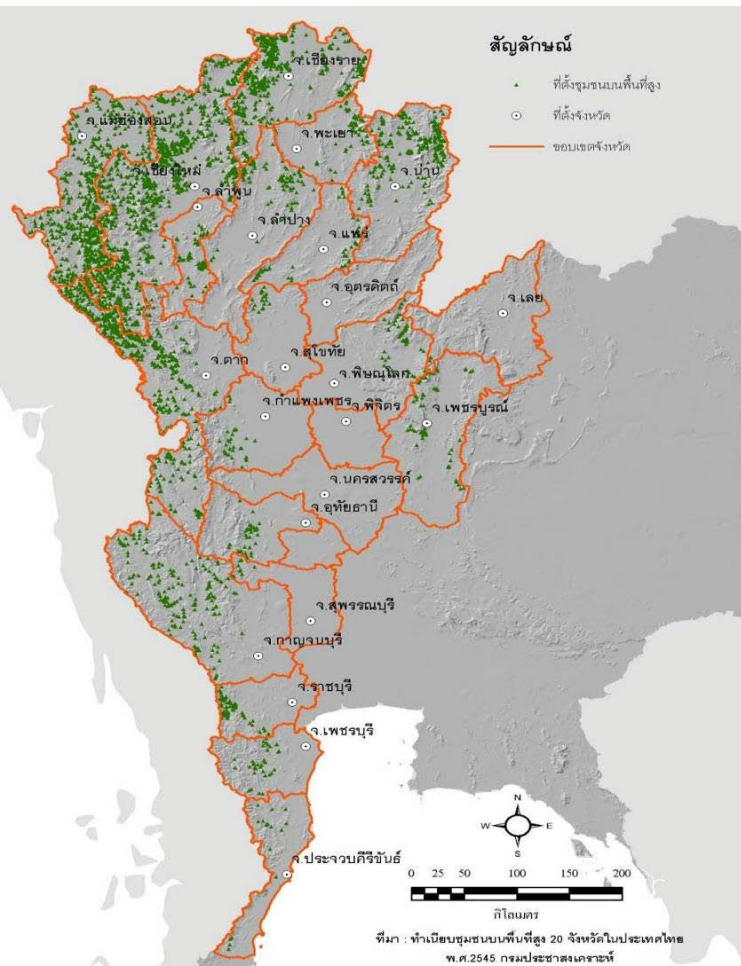 สัญลักษณ์
ที่ตั้งชุมชนบนพื้นที่สูง
ที่ตั้งจังหวัด
ขอบเขตจังหวัด
จ.เชียงราย
จ.แม่ฮ่องสอน
จ.พะเยา
จ.เชียงใหม่
จ.น่าน
จ.ลำพูน
จ.ลำปาง
จ.แพร่
จ.อุตรดิตถ์
จ.เลย
จ.สุโขทัย
จ.ตาก
จ.พิษณุโลก
จ.กำแพงเพชร
จ.พิจิตร
จ.เพชรบูรณ์
จ.นครสวรรค์
จ.อุทัยธานี
จ.สุพรรณบุรี
จ.กาญจนบุรี
จ.ราชบุรี
จ.เพชรบุรี
จ.ประจวบคีรีขันธ์
N
W E
S
0 25 50 100 150 200
กิโลเมตร
ที่มา : ทำเนียบชุมชนบนพื้นที่สูง 20 จังหวัดในประเทศไทย
พ.ศ.2545 กรมประชาสงเคราะห์